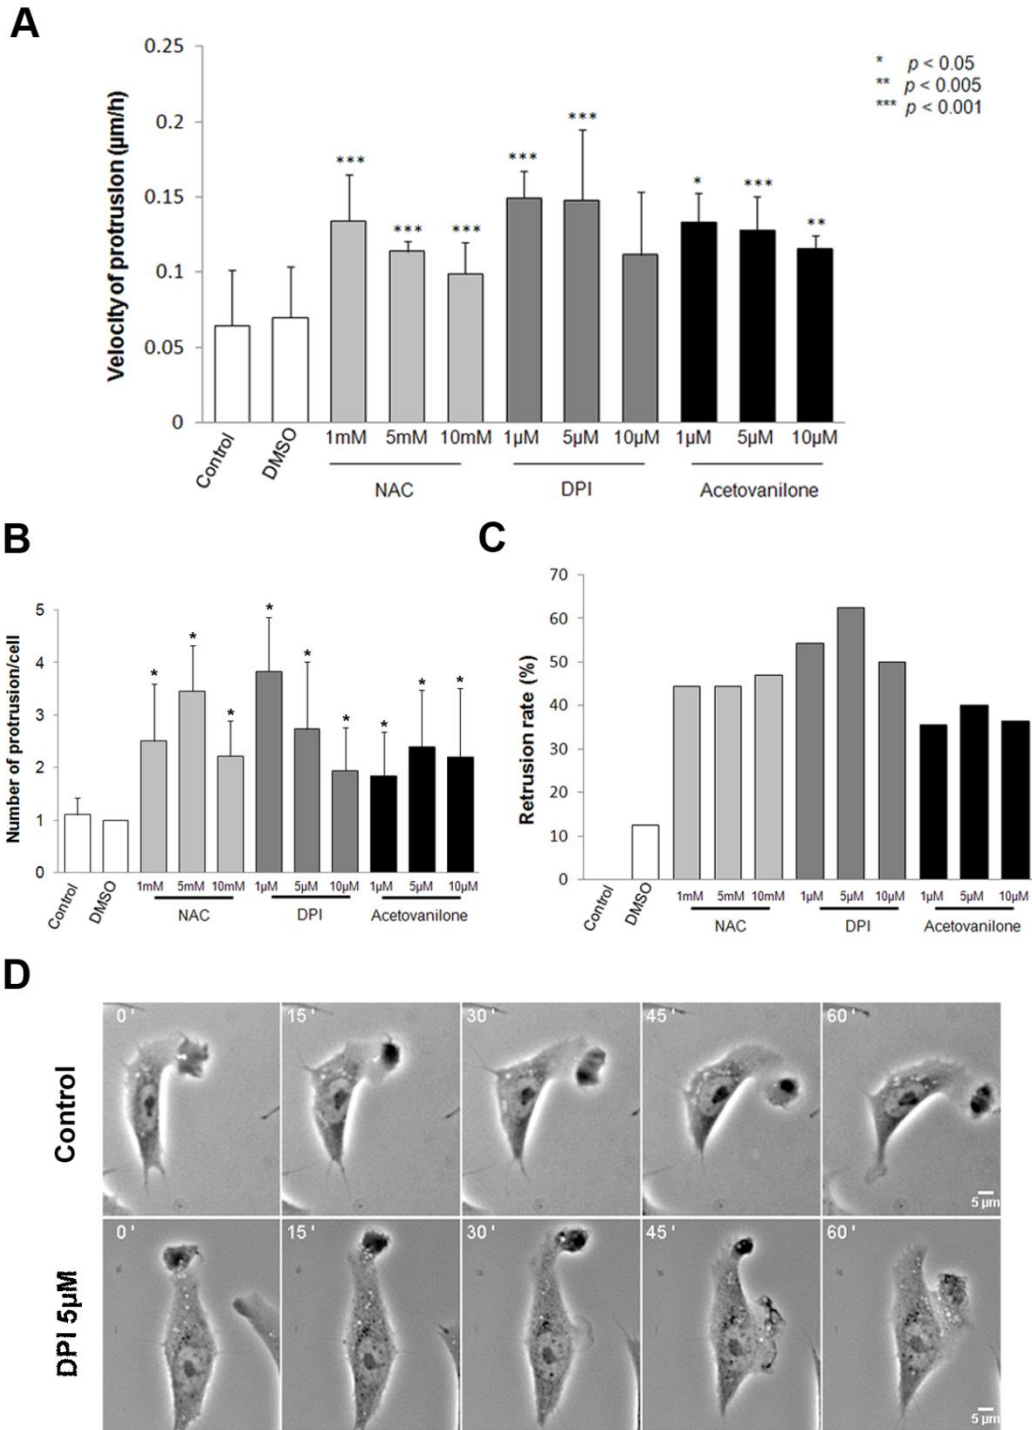 A
Velocity of protrusion (µm/h)
0.25
0.2
0.15
0.1
0.05
0
* p < 0.05
** p < 0.005
*** p < 0.001
***
***
***
***
***
*
***
**
Control
DMSO
1mM 5mM 10mM 1µM 5µM 10µM 1µM 5µM 10µM
NAC DPI Acetovanilone
B
Number of protrusion/cell
5
4
3
2
1
0
*
*
*
*
*
*
*
*
*
Control
DMSO
1mM 5mM 10mM 1µM 5µM 10µM 1µM 5µM 10µM
NAC DPI Acetovanilone
C
Retrusion rate (%)
70
60
50
40
30
20
10
0
Control
DMSO
1mM 5mM 10mM 1µM 5µM 10µM 1µM 5µM 10µM
NAC DPI Acetovanilone
D
Control
0' 15' 30' 45' 60'
5 µm
DPI 5µM
0' 15' 30' 45' 60'
5 µm